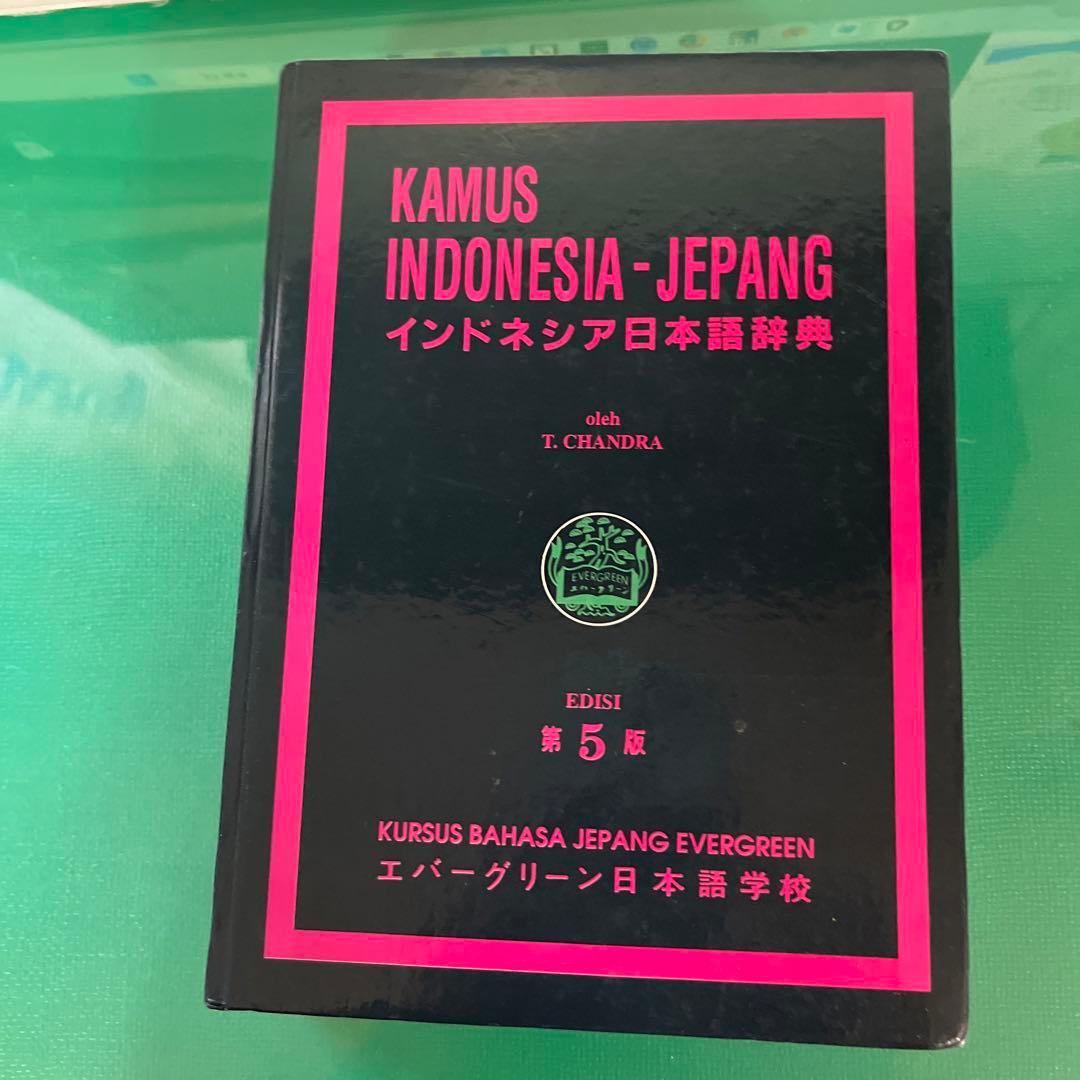 KAMUS
INDONESIA-JEPANG
インドネシア日本語辞典
oleh
T. CHANDRA
EVERGREEN
エバーグリーン
EDISI
第5版
KURSUS BAHASA JEPANG EVERGREEN
エバーグリーン日本語学校